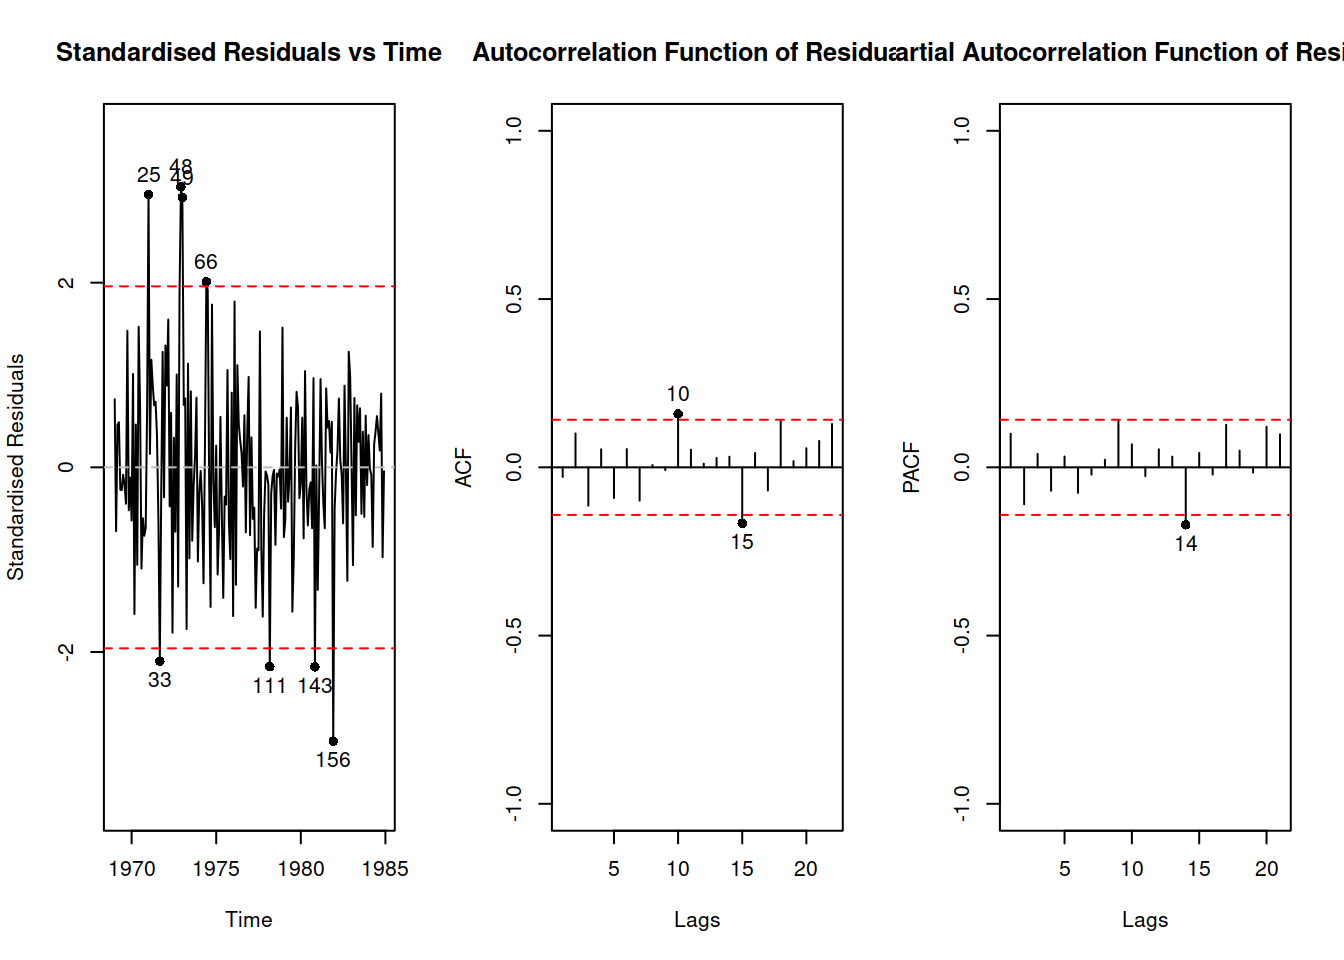 Standardised Residuals vs Time
Standardised Residuals
2
0
-2
25
48
49
66
33
111
143
156
1970 1975 1980 1985
Time
Autocorrelation Function of Residua
ACF
1.0
0.5
0.0
-0.5
-1.0
10
15
5 10 15 20
Lags
artial Autocorrelation Function of Resi
PACF
1.0
0.5
0.0
-0.5
-1.0
14
5 10 15 20
Lags